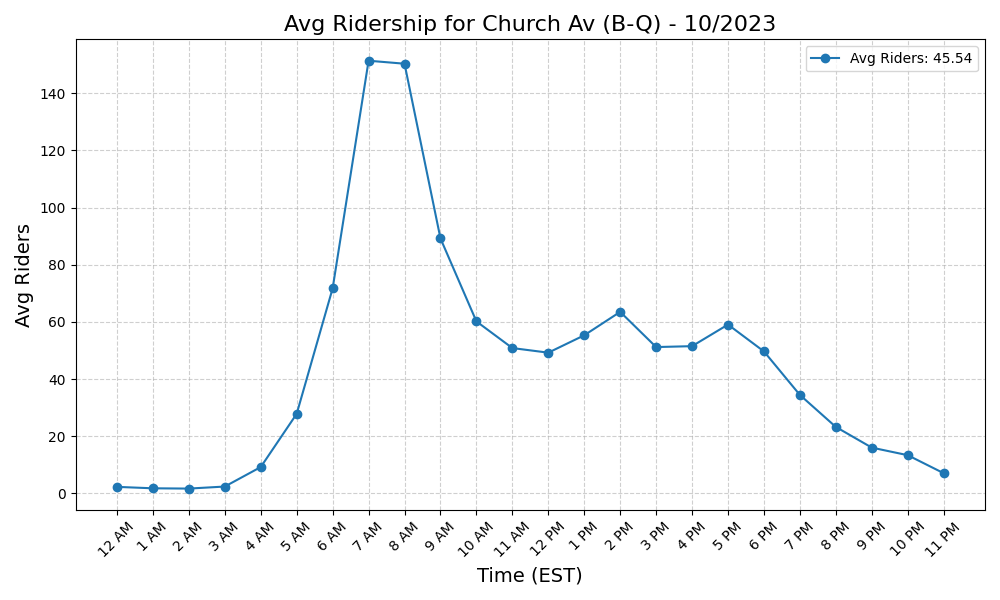 Avg Ridership for Church Av (B-Q) - 10/2023
Avg Riders: 45.54
Avg Riders
140
120
100
80
60
40
20
0
12 AM
1 AM
2 AM
3 AM
4 AM
5 AM
6 AM
7 AM
8 AM
9 AM
10 AM
11 AM
12 PM
1 PM
2 PM
3 PM
4 PM
5 PM
6 PM
7 PM
8 PM
9 PM
10 PM
11 PM
Time (EST)